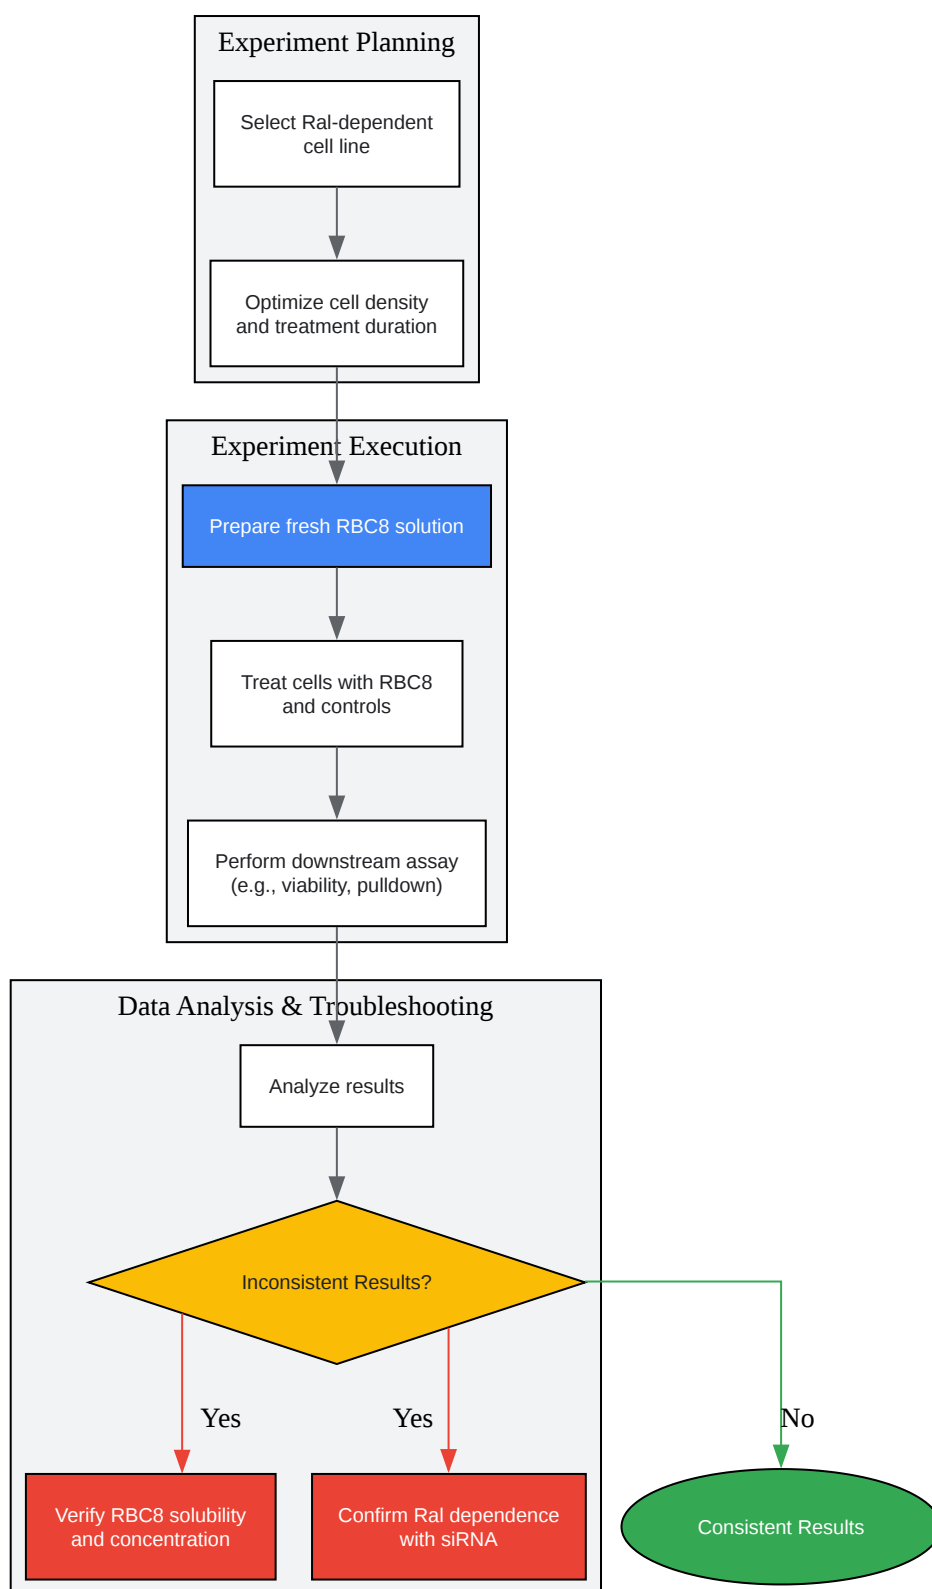 Experiment Planning
Select Ral-dependent
cell line
Optimize cell density
and treatment duration
Experiment Execution
Prepare fresh RBC8 solution
Treat cells with RBC8
and controls
Perform downstream assay
(e.g., viability, pulldown)
Data Analysis & Troubleshooting
Analyze results
Inconsistent Results?
Yes
Yes
No
Verify RBC8 solubility
and concentration
Confirm Ral dependence
with siRNA
Consistent Results